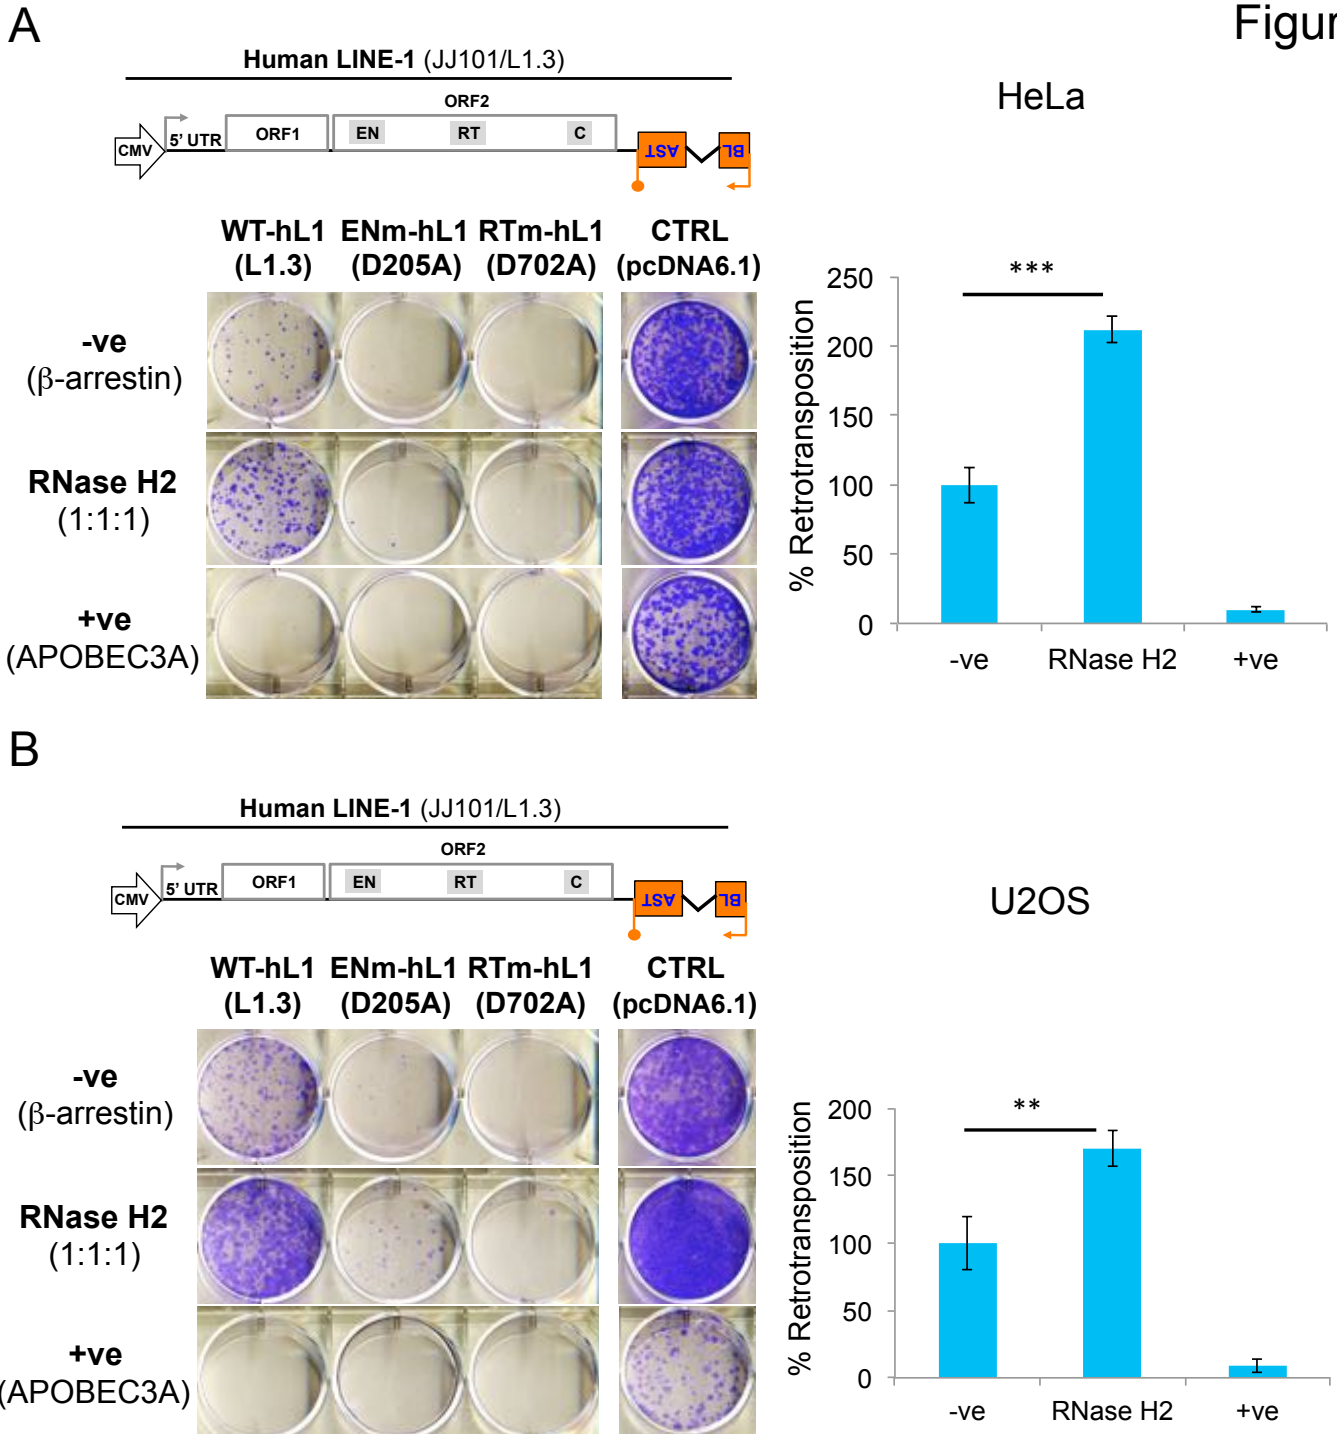 A
Figur
Human LINE-1 (JJ101/L1.3)
HeLa
ORF2
CMV
5' UTR
ORF1
EN
RT
C
AST
BL
WT-hL1 ENm-hL1 RTm-hL1 CTRL
(L1.3) (D205A) (D702A) (pcDNA6.1)
-ve
(β-arrestin)
RNase H2
(1:1:1)
+ve
(APOBEC3A)
% Retrotransposition
250
200
150
100
50
0
***
-ve RNase H2 +ve
B
Human LINE-1 (JJ101/L1.3)
U2OS
ORF2
CMV
5' UTR
ORF1
EN
RT
C
AST
BL
WT-hL1 ENm-hL1 RTm-hL1 CTRL
(L1.3) (D205A) (D702A) (pcDNA6.1)
-ve
(β-arrestin)
RNase H2
(1:1:1)
+ve
(APOBEC3A)
% Retrotransposition
200
150
100
50
0
**
-ve RNase H2 +ve